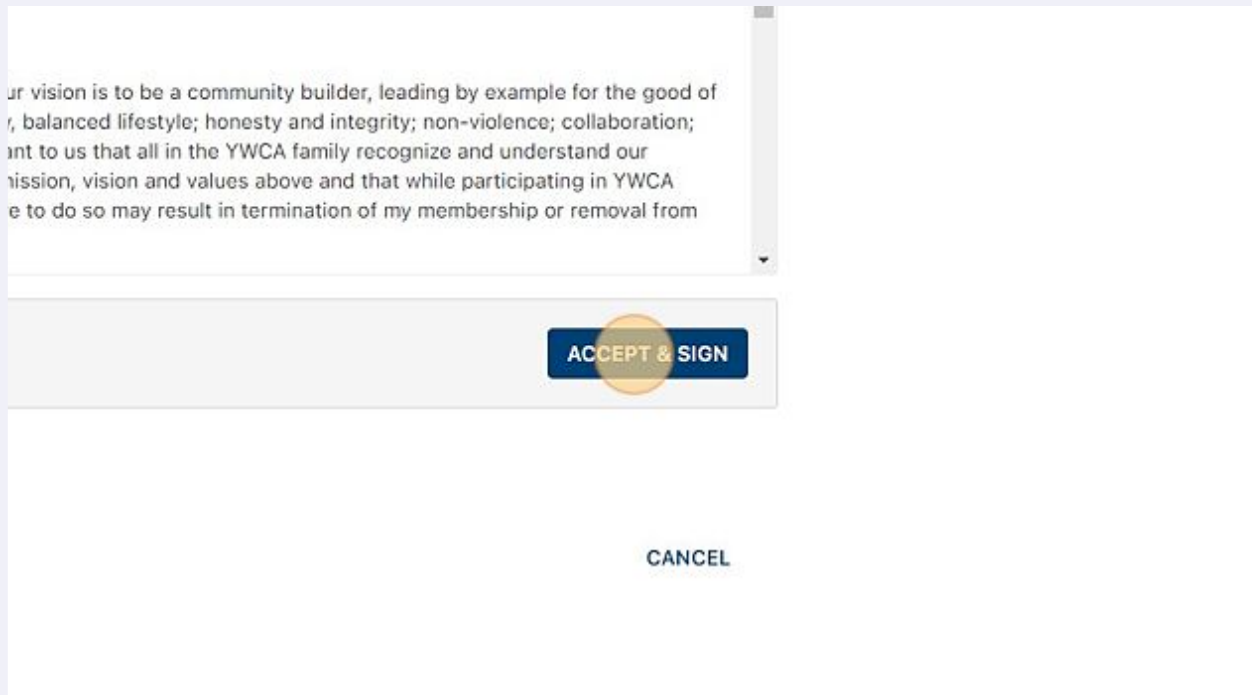 ur vision is to be a community builder, leading by example for the good of
, balanced lifestyle; honesty and integrity; non-violence; collaboration;
ant to us that all in the YWCA family recognize and understand our
ission, vision and values above and that while participating in YWCA
e to do so may result in termination of my membership or removal from
ACCEPT & SIGN
CANCEL